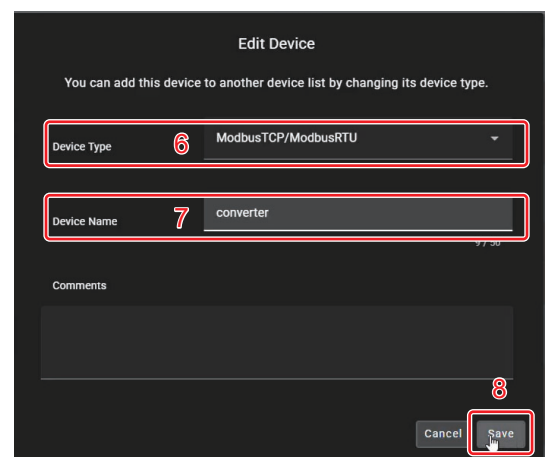 Edit Device
You can add this device to another device list by changing its device type.
Device Type 6 ModbusTCP/ModbusRTU
Device Name 7 converter
9 / 50
Comments
8
Cancel Save